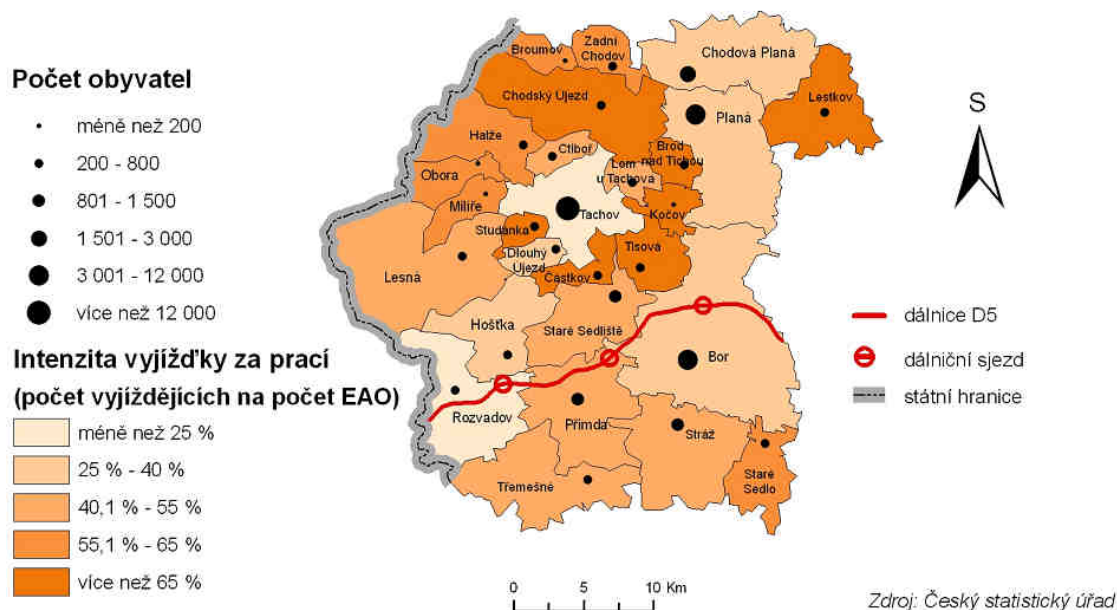 Počet obyvatel
méně než 200
200 - 800
801 - 1 500
1 501 - 3 000
3 001 - 12 000
více než 12 000
Intenzita vyjížďky za prací
(počet vyjíždějících na počet EAO)
méně než 25 %
25 % - 40 %
40,1 % - 55 %
55,1 % - 65 %
více než 65 %
Broumov
Zadní
Chodov
Chodová Planá
Chodský Újezd
Lestkov
Planá
Halže
Ctiboř
Brod
nad Tichou
Lom
u Tachova
Obora
Milíře
Tachov
Kočov
Studánka
Dlouhý
Újezd
Tisová
Částkov
Lesná
Hošťka
Staré Sedliště
Bor
Rozvadov
Přimda
Stráž
Třemešné
Staré
Sedlo
S
dálnice D5
dálniční sjezd
státní hranice
0 5 10 Km
Zdroj: Český statistický úřad